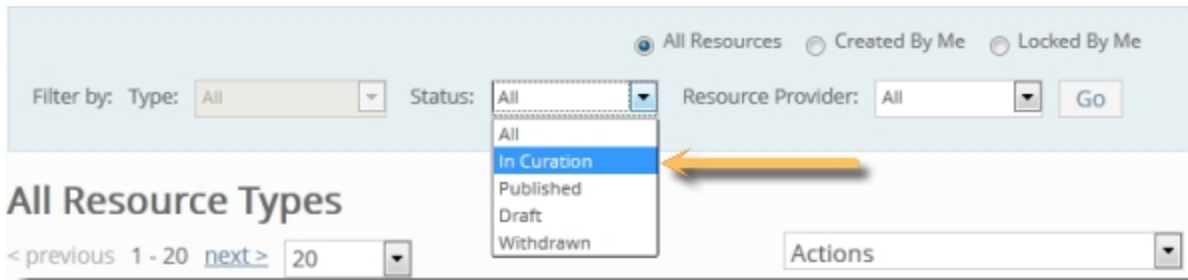 All Resources Created By Me Locked By Me
Filter by: Type: All Status: All Resource Provider: All Go
All
In Curation
Published
Draft
Withdrawn
All Resource Types
< previous 1 - 20 next > 20 Actions